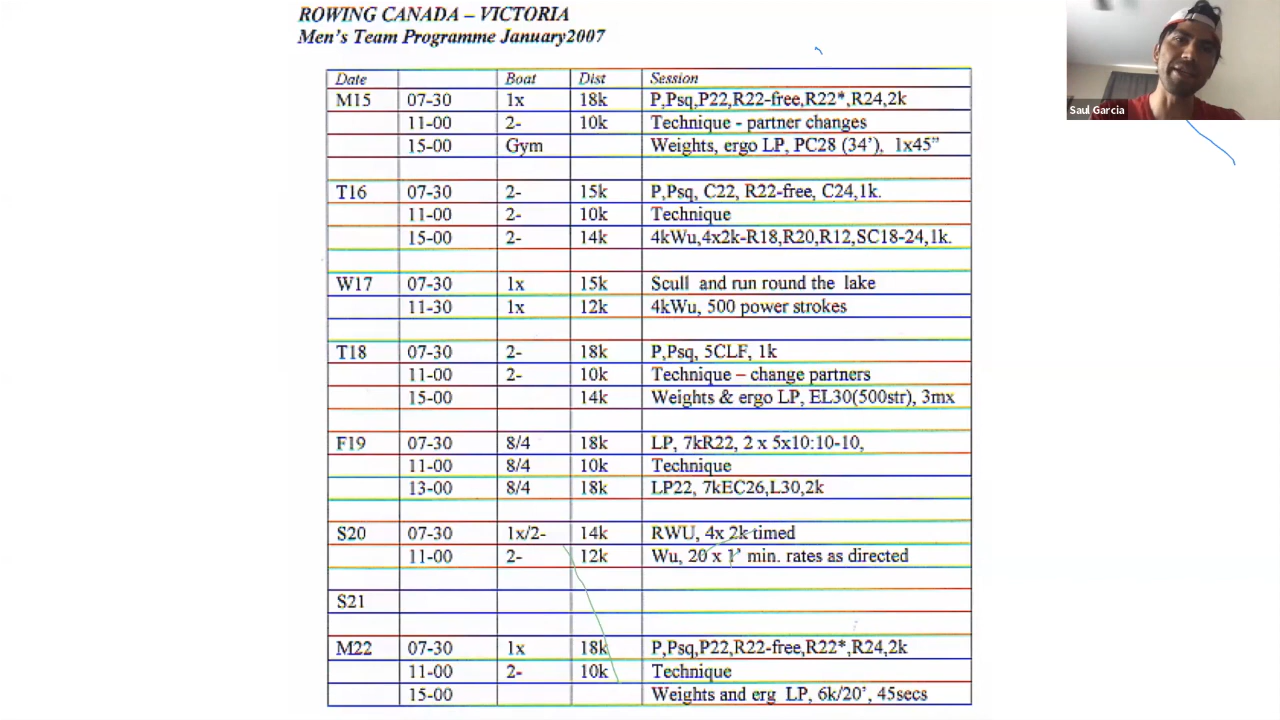 ROWING CANADA – VICTORIA
Men's Team Programme January2007
Date Boat Dist Session
M15 07-30 1x 18k P,Psq,P22,R22-free,R22*,R24,2k
11-00 2- 10k Technique - partner changes
15-00 Gym Weights, ergo LP, PC28 (34'), 1x45"
T16 07-30 2- 15k P,Psq, C22, R22-free, C24,1k.
11-00 2- 10k Technique
15-00 2- 14k 4kWu,4x2k-R18,R20,R12,SC18-24,1k.
W17 07-30 1x 15k Scull and run round the lake
11-30 1x 12k 4kWu, 500 power strokes
T18 07-30 2- 18k P,Psq, 5CLF, 1k
11-00 2- 10k Technique – change partners
15-00 14k Weights & ergo LP, EL30(500str), 3mx
F19 07-30 8/4 18k LP, 7kR22, 2 x 5x10:10-10,
11-00 8/4 10k Technique
13-00 8/4 18k LP22, 7kEC26,L30,2k
S20 07-30 1x/2- 14k RWU, 4x 2k timed
11-00 2- 12k Wu, 20 x 1' min. rates as directed
S21
M22 07-30 1x 18k P,Psq,P22,R22-free,R22*,R24,2k
11-00 2- 10k Technique
15-00 Weights and erg LP, 6k/20', 45secs
Saul Garcia